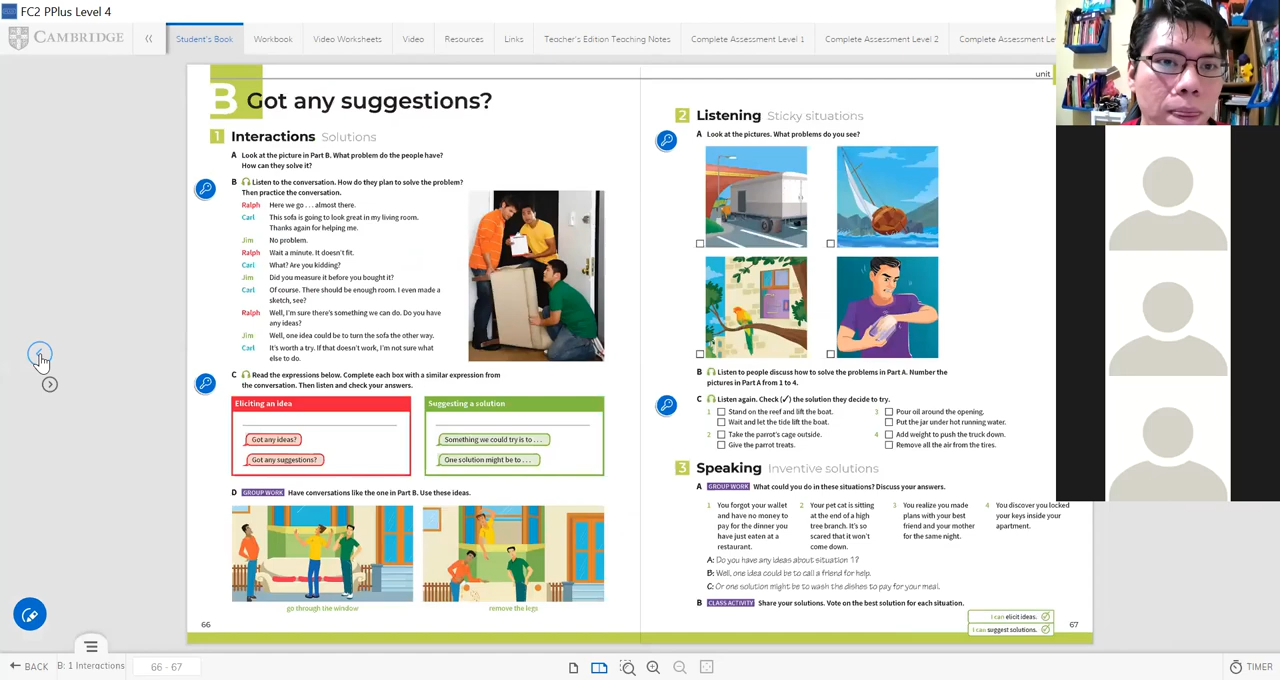 FC2 PPlus Level 4
CAMBRIDGE
Student's Book
Workbook
Video Worksheets
Video
Resources
Links
Teacher's Edition Teaching Notes
Complete Assessment Level 1
Complete Assessment Level 2
Complete Assessment Le
B Got any suggestions?
1 Interactions Solutions
A Look at the picture in Part B. What problem do the people have?
How can they solve it?
B Listen to the conversation. How do they plan to solve the problem?
Then practice the conversation.
Ralph Here we go . . . almost there.
Carl This sofa is going to look great in my living room.
Thanks again for helping me.
Jim No problem.
Ralph Wait a minute. It doesn't fit.
Carl What? Are you kidding?
Jim Did you measure it before you bought it?
Carl Of course. There should be enough room. I even made a
sketch, see?
Ralph Well, I'm sure there's something we can do. Do you have
any ideas?
Jim Well, one idea could be to turn the sofa the other way.
Carl It's worth a try. If that doesn't work, I'm not sure what
else to do.
C Read the expressions below. Complete each box with a similar expression from
the conversation. Then listen and check your answers.
Eliciting an idea
Got any ideas?
Got any suggestions?
Suggesting a solution
Something we could try is to . . .
One solution might be to . . .
D GROUP WORK Have conversations like the one in Part B. Use these ideas.
go through the window
remove the legs
66
unit
2 Listening Sticky situations
A Look at the pictures. What problems do you see?
B Listen to people discuss how to solve the problems in Part A. Number the
pictures in Part A from 1 to 4.
C Listen again. Check (✓) the solution they decide to try.
1 Stand on the reef and lift the boat.
Wait and let the tide lift the boat.
2 Take the parrot's cage outside.
Give the parrot treats.
3 Pour oil around the opening.
Put the jar under hot running water.
4 Add weight to push the truck down.
Remove all the air from the tires.
3 Speaking Inventive solutions
A GROUP WORK What could you do in these situations? Discuss your answers.
1 You forgot your wallet
and have no money to
pay for the dinner you
have just eaten at a
restaurant.
2 Your pet cat is sitting
at the end of a high
tree branch. It's so
scared that it won't
come down.
3 You realize you made
plans with your best
friend and your mother
for the same night.
4 You discover you locked
your keys inside your
apartment.
A: Do you have any ideas about situation 1?
B: Well, one idea could be to call a friend for help.
C: Or one solution might be to wash the dishes to pay for your meal.
B CLASS ACTIVITY Share your solutions. Vote on the best solution for each situation.
I can elicit ideas.
I can suggest solutions.
67
BACK
B: 1 Interactions
66 - 67
TIMER